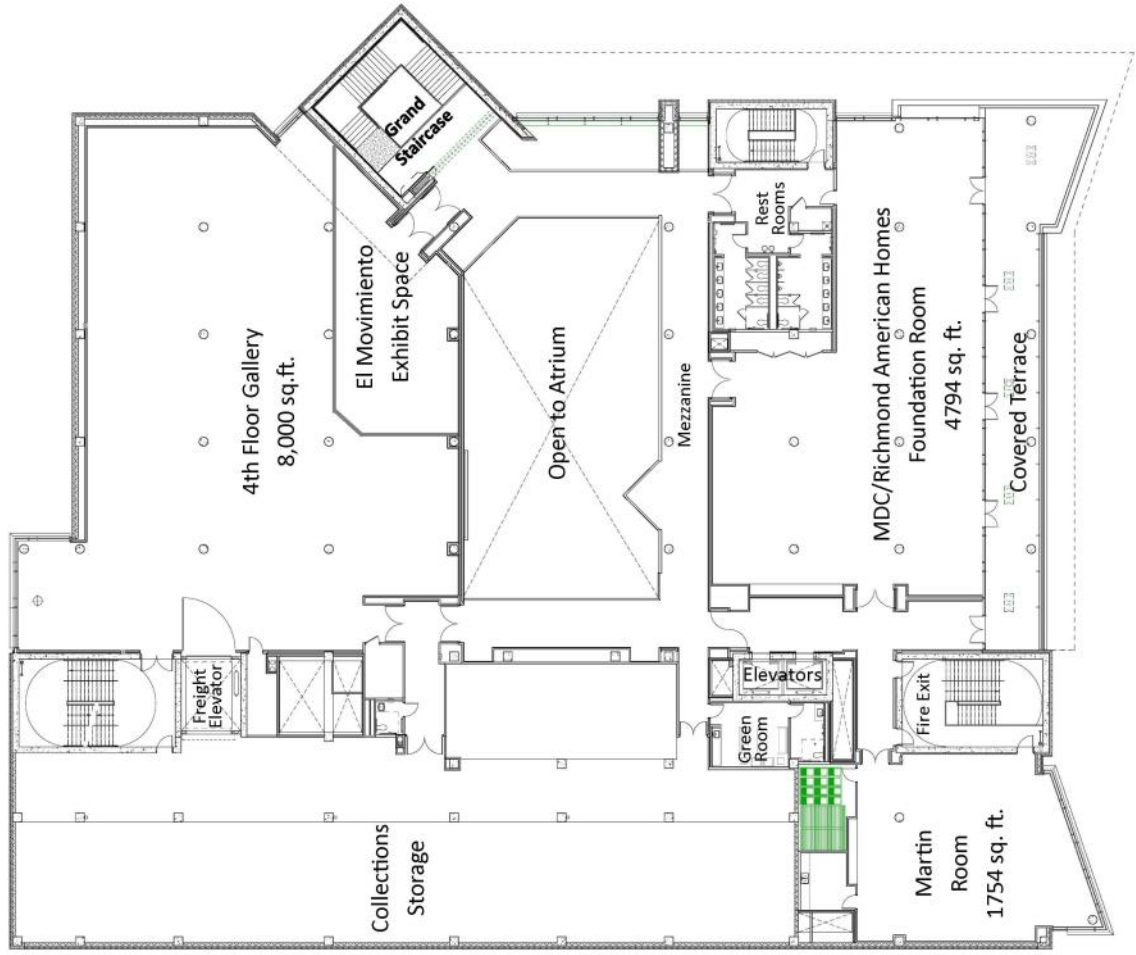 Grand
Staircase
4th Floor Gallery
8,000 sq.ft.
El Movimiento
Exhibit Space
Open to Atrium
Mezzanine
Rest
Rooms
MDC/Richmond American Homes
Foundation Room
4794 sq. ft.
Covered Terrace
Freight
Elevator
Elevators
Green
Room
Fire Exit
Collections
Storage
Martin
Room
1754 sq. ft.